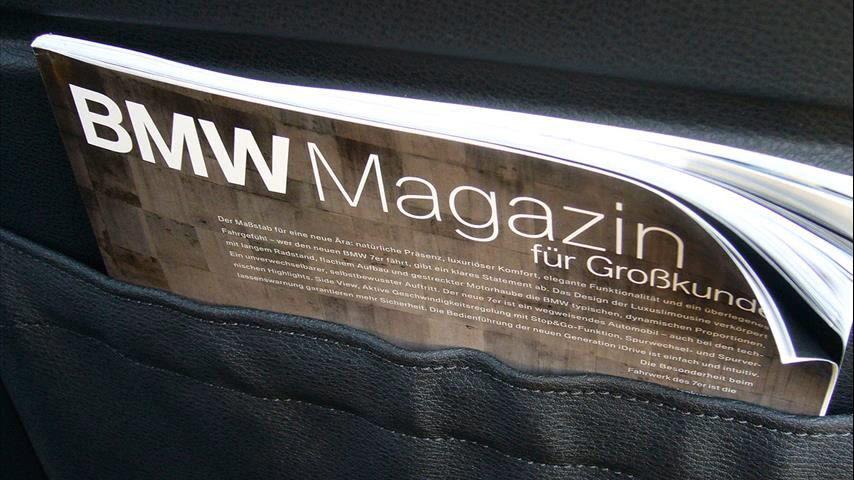 BMW Magazin
für Großkunde
Der Maßstab für eine neue Ära: natürliche Präsenz, luxuriöser Komfort, elegante Funktionalität und ein überlegenes
Fahrgefühl – wer den neuen BMW 7er fährt, gibt ein klares Statement ab. Das Design der Luxuslimousine verkörpert
mit langem Radstand, flachem Aufbau und gestreckter Motorhaube die BMW typischen, dynamischen Proportionen.
Ein unverwechselbarer, selbstbewusster Auftritt. Der neue 7er ist ein wegweisendes Automobil – auch bei den tech-
nischen Highlights. Side View, Aktive Geschwindigkeitsregelung mit Stop&Go-Funktion, Spurwechsel- und Spurver-
lassenswarnung garantieren mehr Sicherheit. Die Bedienführung der neuen Generation iDrive ist einfach und intuitiv.
Die Besonderheit beim
Fahrwerk des 7er ist die